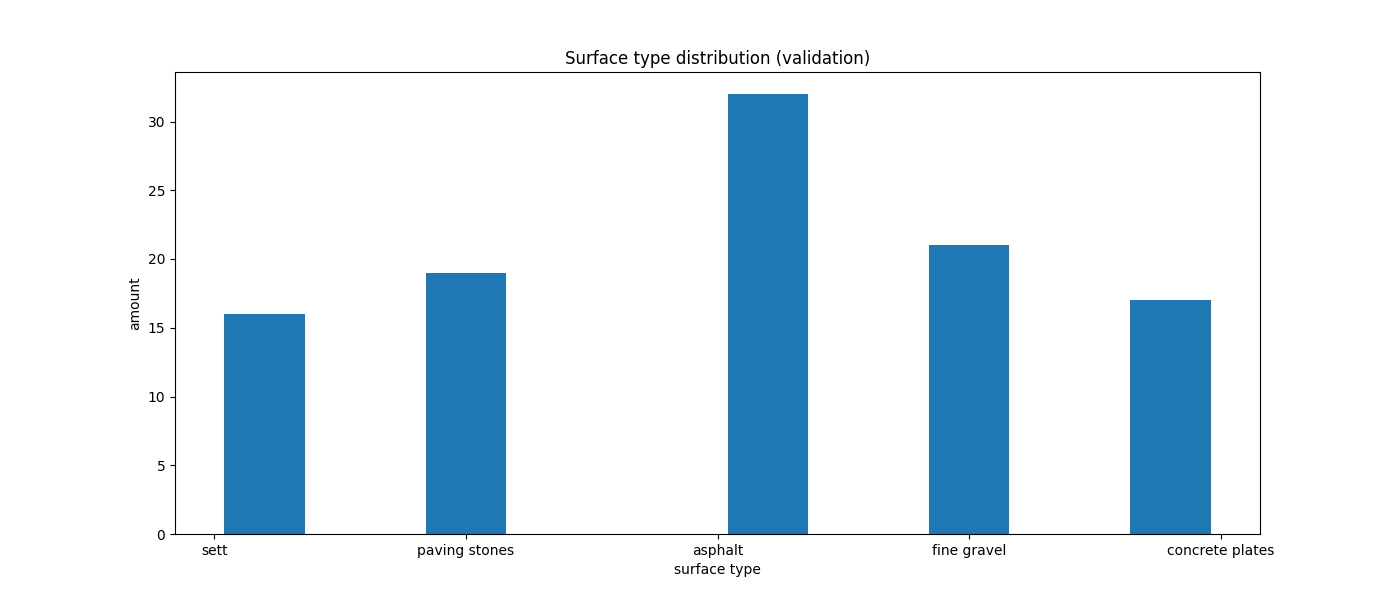 Surface type distribution (validation)
30
25
20
15
10
5
0
amount
sett paving stones asphalt fine gravel concrete plates
surface type